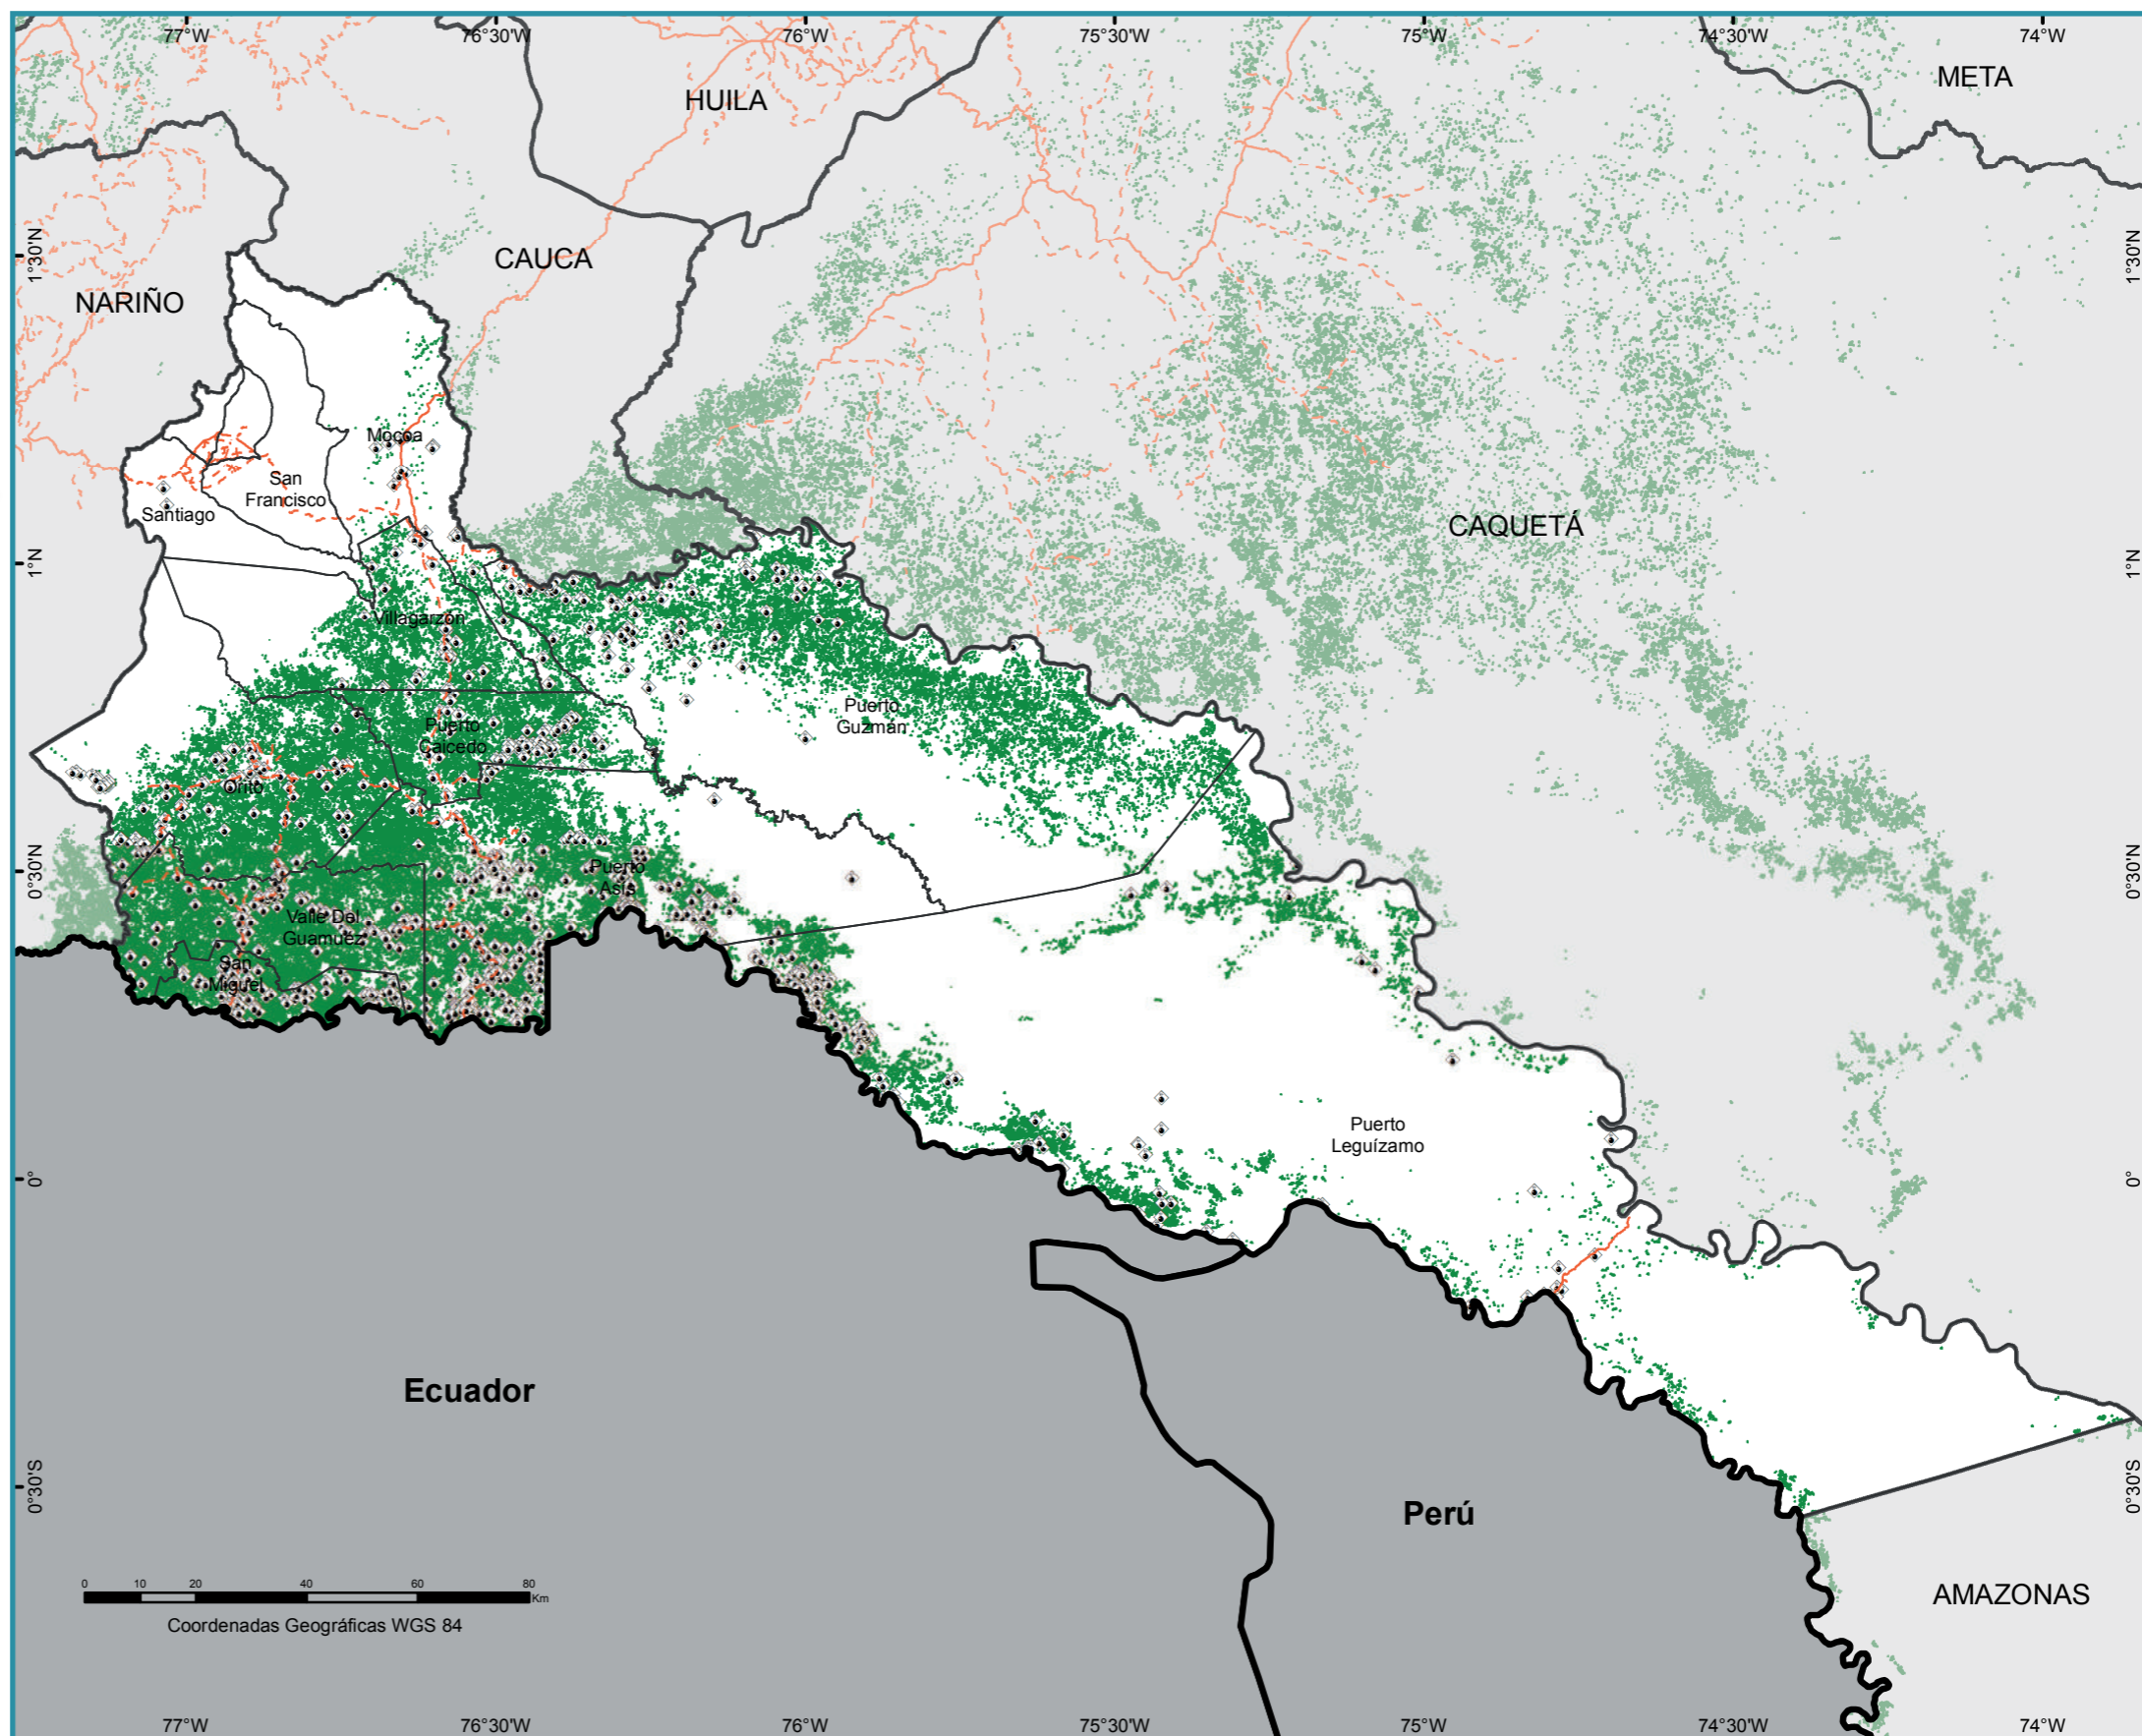 77°W 76°30'W 76°W 75°30'W 75°W 74°30'W 74°W
META
HUILA
1°30'N
1°30'N
CAUCA
NARIÑO
Mocoa
San
Francisco
Santiago
CAQUETÁ
1°N
1°N
Villagarzón
Puerto
Guzmán
Puerto
Caicedo
Orito
0°30'N
0°30'N
Puerto
Asís
Valle Del
Guamuez
San
Miguel
Puerto
Leguízamo
0°
0°
Ecuador
0°30'S
0°30'S
Perú
0 10 20 40 60 80
Km
AMAZONAS
Coordenadas Geográficas WGS 84
77°W 76°30'W 76°W 75°30'W 75°W 74°30'W 74°W